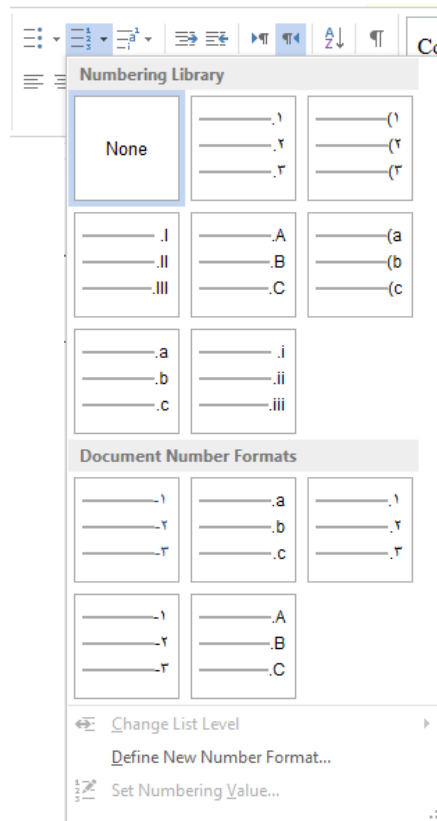 Co
Numbering Library
None
.١
.٢
.٣
(١
(٢
(٣
.I
.II
.III
.A
.B
.C
(a
(b
(c
.a
.b
.c
.i
.ii
.iii
Document Number Formats
-١
-٢
-٣
.a
.b
.c
.١
.٢
.٣
-١
-٢
-٣
.A
.B
.C
Change List Level
Define New Number Format...
Set Numbering Value...